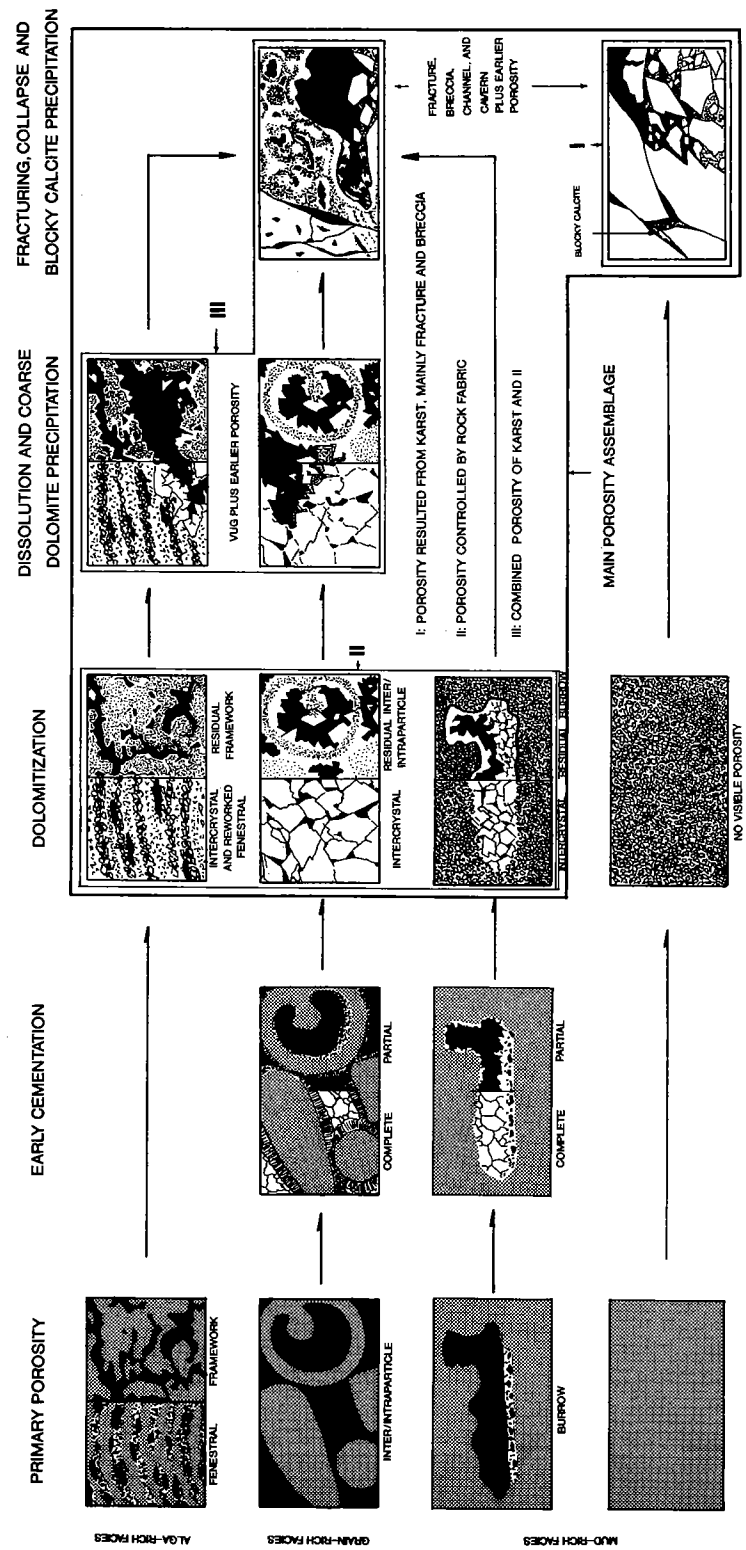 PRIMARY POROSITY
EARLY CEMENTATION
DOLOMITIZATION
DISSOLUTION AND COARSE
DOLOMITE PRECIPITATION
FRACTURING, COLLAPSE AND
BLOCKY CALCITE PRECIPITATION
ALGA-RICH FACIES
FENESTRAL
FRAMEWORK
INTERCRYSTAL
AND REWORKED
FENESTRAL
RESIDUAL
FRAMEWORK
VUG PLUS EARLIER POROSITY
III
GRAIN-RICH FACIES
INTER/INTRAPARTICLE
COMPLETE
PARTIAL
INTERCRYSTAL
RESIDUAL INTER/
INTRAPARTICLE
II
FRACTURE,
BRECCIA,
CHANNEL, AND
CAVERN
PLUS EARLIER
POROSITY
I: POROSITY RESULTED FROM KARST, MAINLY FRACTURE AND BRECCIA
II: POROSITY CONTROLLED BY ROCK FABRIC
III: COMBINED POROSITY OF KARST AND II
MUD-RICH FACIES
BURROW
COMPLETE
PARTIAL
INTERCRYSTAL
RESIDUAL BURROW
MAIN POROSITY ASSEMBLAGE
I
BLOCKY CALCITE
NO VISIBLE POROSITY